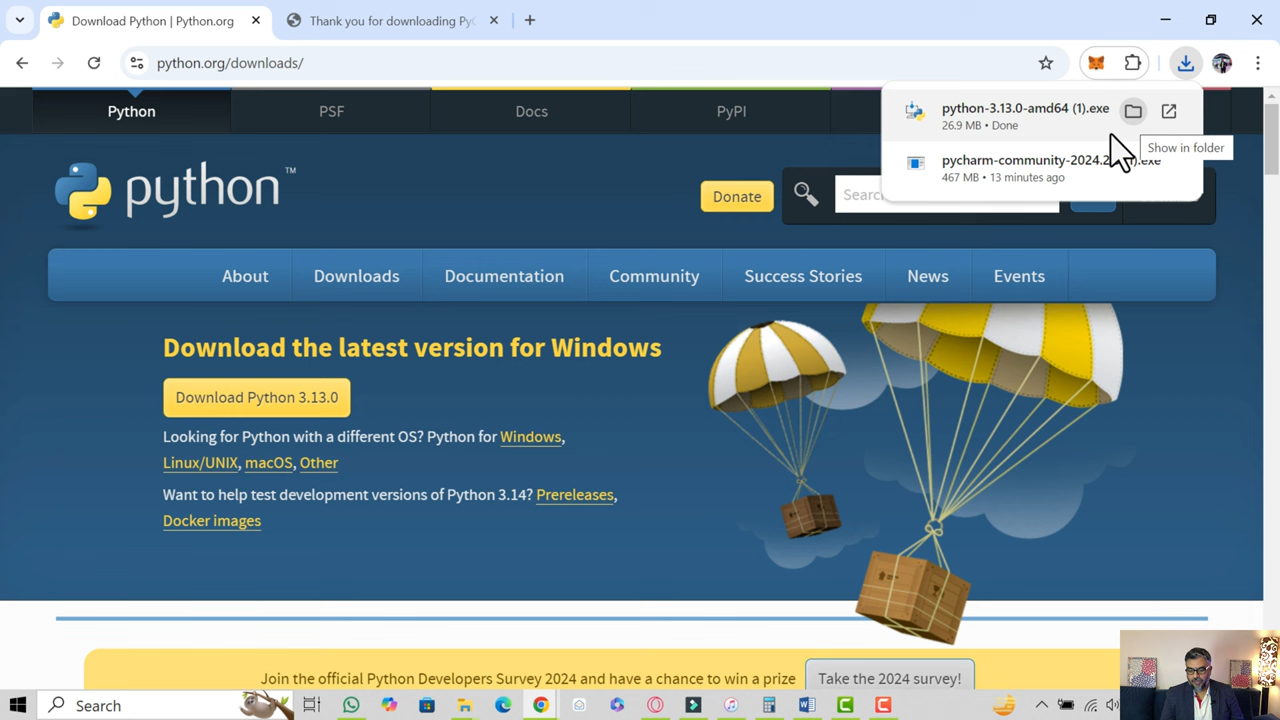 Download Python | Python.org
Thank you for downloading PyC
python.org/downloads/
Python
PSF
Docs
PyPI
python-3.13.0-amd64 (1).exe
26.9 MB • Done
Show in folder
pycharm-community-2024.2
.exe
467 MB • 13 minutes ago
python™
Donate
Searc
About
Downloads
Documentation
Community
Success Stories
News
Events
Download the latest version for Windows
Download Python 3.13.0
Looking for Python with a different OS? Python for Windows,
Linux/UNIX, macOS, Other
Want to help test development versions of Python 3.14? Prereleases,
Docker images
Join the official Python Developers Survey 2024 and have a chance to win a prize
Take the 2024 survey!
Search